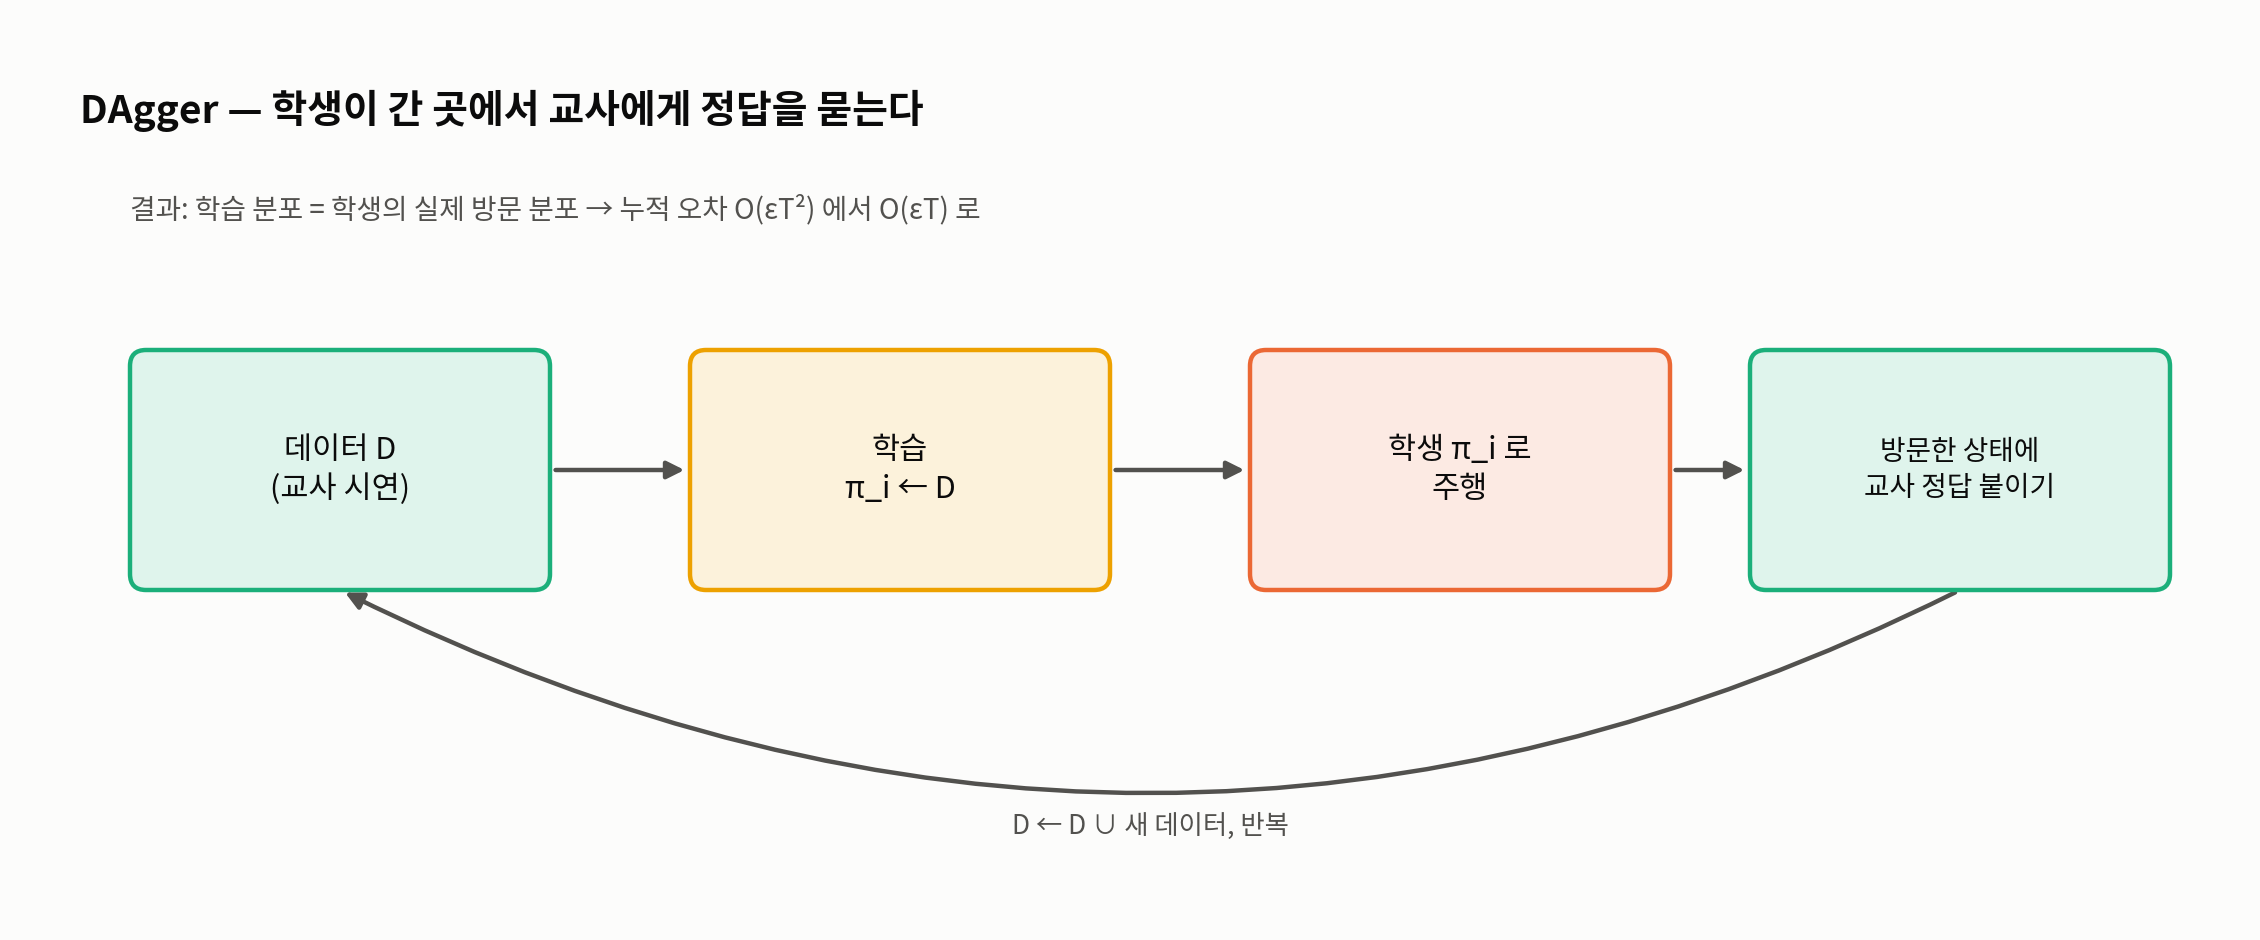 DAgger — 학생이 간 곳에서 교사에게 정답을 묻는다
결과: 학습 분포 = 학생의 실제 방문 분포 → 누적 오차 O(εT²) 에서 O(εT) 로
데이터 D
(교사 시연)
학습
π_i ← D
학생 π_i 로
주행
방문한 상태에
교사 정답 붙이기
D ← D ∪ 새 데이터, 반복